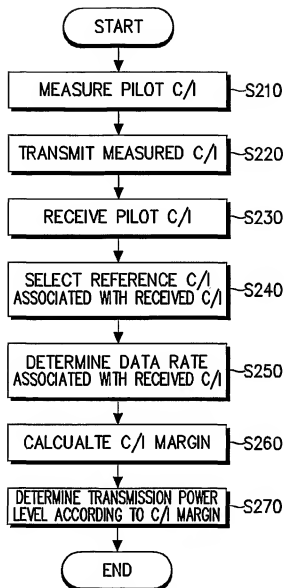 START
MEASURE PILOT C/I
S210
TRANSMIT MEASURED C/I
S220
RECEIVE PILOT C/I
S230
SELECT REFERENCE C/I
ASSOCIATED WITH RECEIVED C/I
S240
DETERMINE DATA RATE
ASSOCIATED WITH RECEIVED C/I
S250
CALCUALTE C/I MARGIN
S260
DETERMINE TRANSMISSION POWER
LEVEL ACCORDING TO C/I MARGIN
S270
END